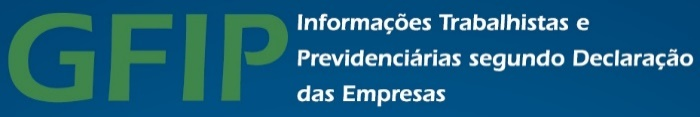 GFIP
Informações Trabalhistas e
Previdenciárias segundo Declaração
das Empresas